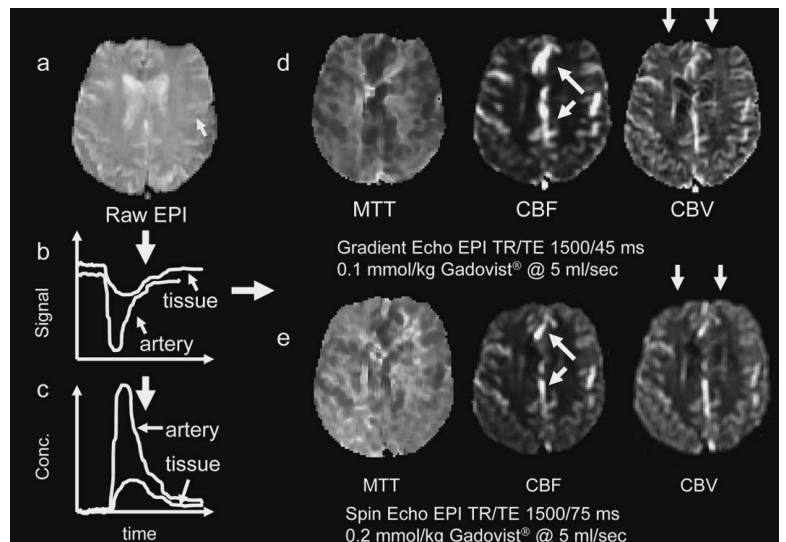 a
Raw EPI
b
Signal
tissue
artery
c
Conc.
artery
tissue
time
d
MTT CBF CBV
Gradient Echo EPI TR/TE 1500/45 ms
0.1 mmol/kg Gadovist® @ 5 ml/sec
e
MTT CBF CBV
Spin Echo EPI TR/TE 1500/75 ms
0.2 mmol/kg Gadovist® @ 5 ml/sec